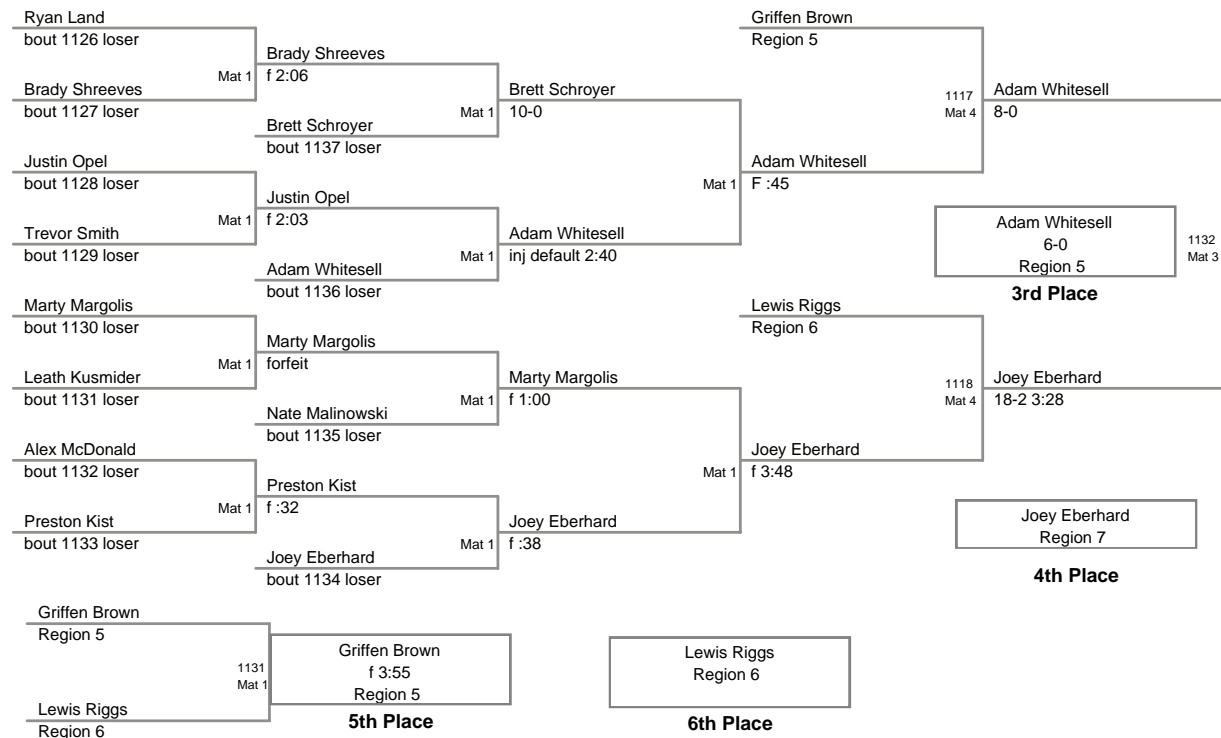 Ryan Land
bout 1126 loser
Mat 1
Brady Shreeves
bout 1127 loser
Justin Opel
bout 1128 loser
Mat 1
Trevor Smith
bout 1129 loser
Marty Margolis
bout 1130 loser
Mat 1
Leath Kusmider
bout 1131 loser
Alex McDonald
bout 1132 loser
Mat 1
Preston Kist
bout 1133 loser
Brady Shreeves
f 2:06
Mat 1
Brett Schroyer
bout 1137 loser
Justin Opel
f 2:03
Mat 1
Adam Whitesell
bout 1136 loser
Marty Margolis
forfeit
Mat 1
Nate Malinowski
bout 1135 loser
Preston Kist
f :32
Mat 1
Joey Eberhard
bout 1134 loser
Brett Schroyer
10-0
Mat 1
Adam Whitesell
inj default 2:40
Marty Margolis
f 1:00
Mat 1
Joey Eberhard
f :38
Griffen Brown
Region 5
1117
Mat 4
Adam Whitesell
F :45
Lewis Riggs
Region 6
1118
Mat 4
Joey Eberhard
f 3:48
Adam Whitesell
8-0
Adam Whitesell
6-0
Region 5
1132
Mat 3
3rd Place
Joey Eberhard
18-2 3:28
Joey Eberhard
Region 7
4th Place
Griffen Brown
Region 5
1131
Mat 1
Lewis Riggs
Region 6
Griffen Brown
f 3:55
Region 5
5th Place
Lewis Riggs
Region 6
6th Place